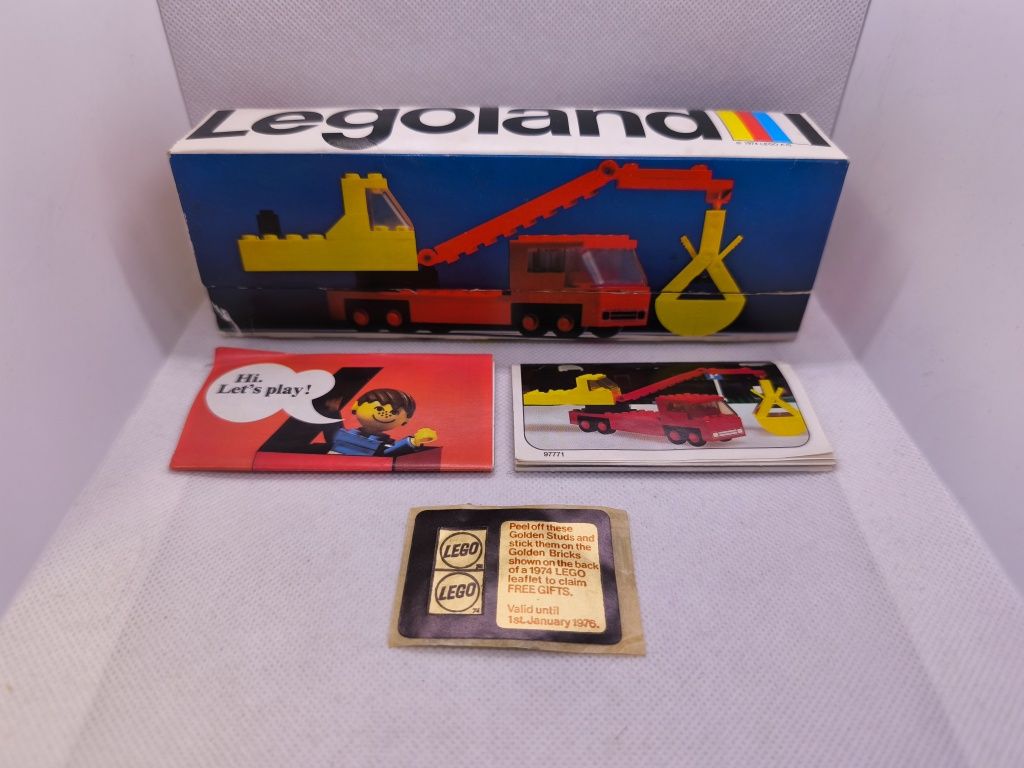 Legoland
© 1974 LEGO A/S
Hi.
Let's play!
97771
LEGO
74
LEGO
74
Peel off these
Golden Studs and
stick them on the
Golden Bricks
shown on the back
of a 1974 LEGO
leaflet to claim
FREE GIFTS.
Valid until
1st. January 1976.